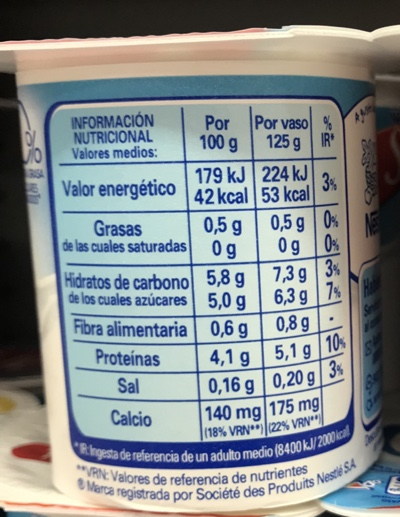 INFORMACIÓN NUTRICIONAL Valores medios: Por 100 g Por vaso 125 g % IR*
Valor energético 179 kJ 42 kcal 224 kJ 53 kcal 3%
Grasas 0,5 g 0,5 g 0%
de las cuales saturadas 0 g 0 g 0%
Hidratos de carbono 5,8 g 7,3 g 3%
de los cuales azúcares 5,0 g 6,3 g 7%
Fibra alimentaria 0,6 g 0,8 g -
Proteínas 4,1 g 5,1 g 10%
Sal 0,16 g 0,20 g 3%
Calcio 140 mg (18% VRN**) 175 mg (22% VRN**)
*IR: Ingesta de referencia de un adulto medio (8400 kJ/ 2000 kcal)
**VRN: Valores de referencia de nutrientes
® Marca registrada por Société des Produits Nestlé S.A.